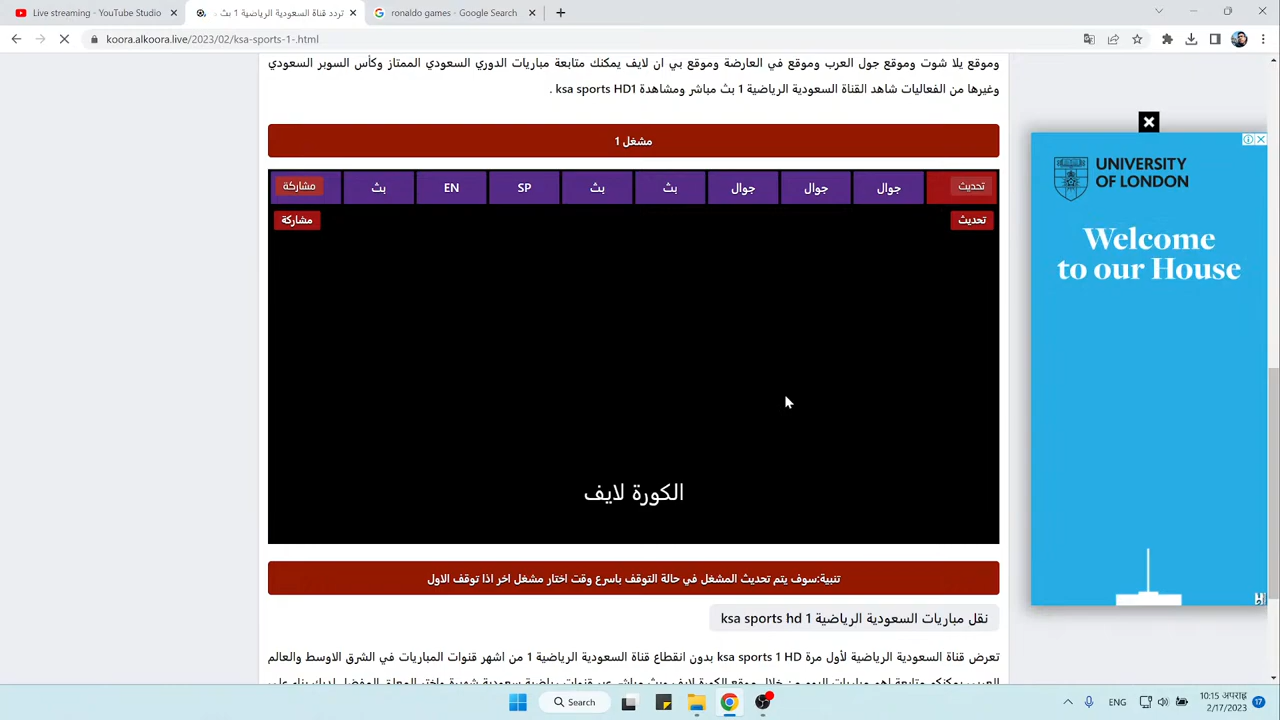 Live streaming - YouTube Studio
تردد قناة السعودية الرياضية 1 بث
ronaldo games - Google Search
koora.alkoora.live/2023/02/ksa-sports-1-.html
وموقع يلا شوت وموقع جول العرب وموقع في العارضة وموقع بي ان لايف يمكنك متابعة مباريات الدوري السعودي الممتاز وكأس السوبر السعودي
وغيرها من الفعاليات شاهد القناة السعودية الرياضية 1 بث مباشر ومشاهدة ksa sports HD1 .
مشغل 1
تحديث
جوال
جوال
جوال
بث
بث
SP
EN
بث
مشاركة
تحديث
مشاركة
الكورة لايف
تنبية:سوف يتم تحديث المشغل في حالة التوقف باسرع وقت اختار مشغل اخر اذا توقف الاول
نقل مباريات السعودية الرياضية 1 ksa sports hd
تعرض قناة السعودية الرياضية لأول مرة ksa sports 1 HD بدون انقطاع قناة السعودية الرياضية 1 من اشهر قنوات المباريات في الشرق الاوسط والعالم
UNIVERSITY
OF LONDON
Welcome
to our House
Search
ENG
10:15 অপরাহ্ণ
2/17/2023
17